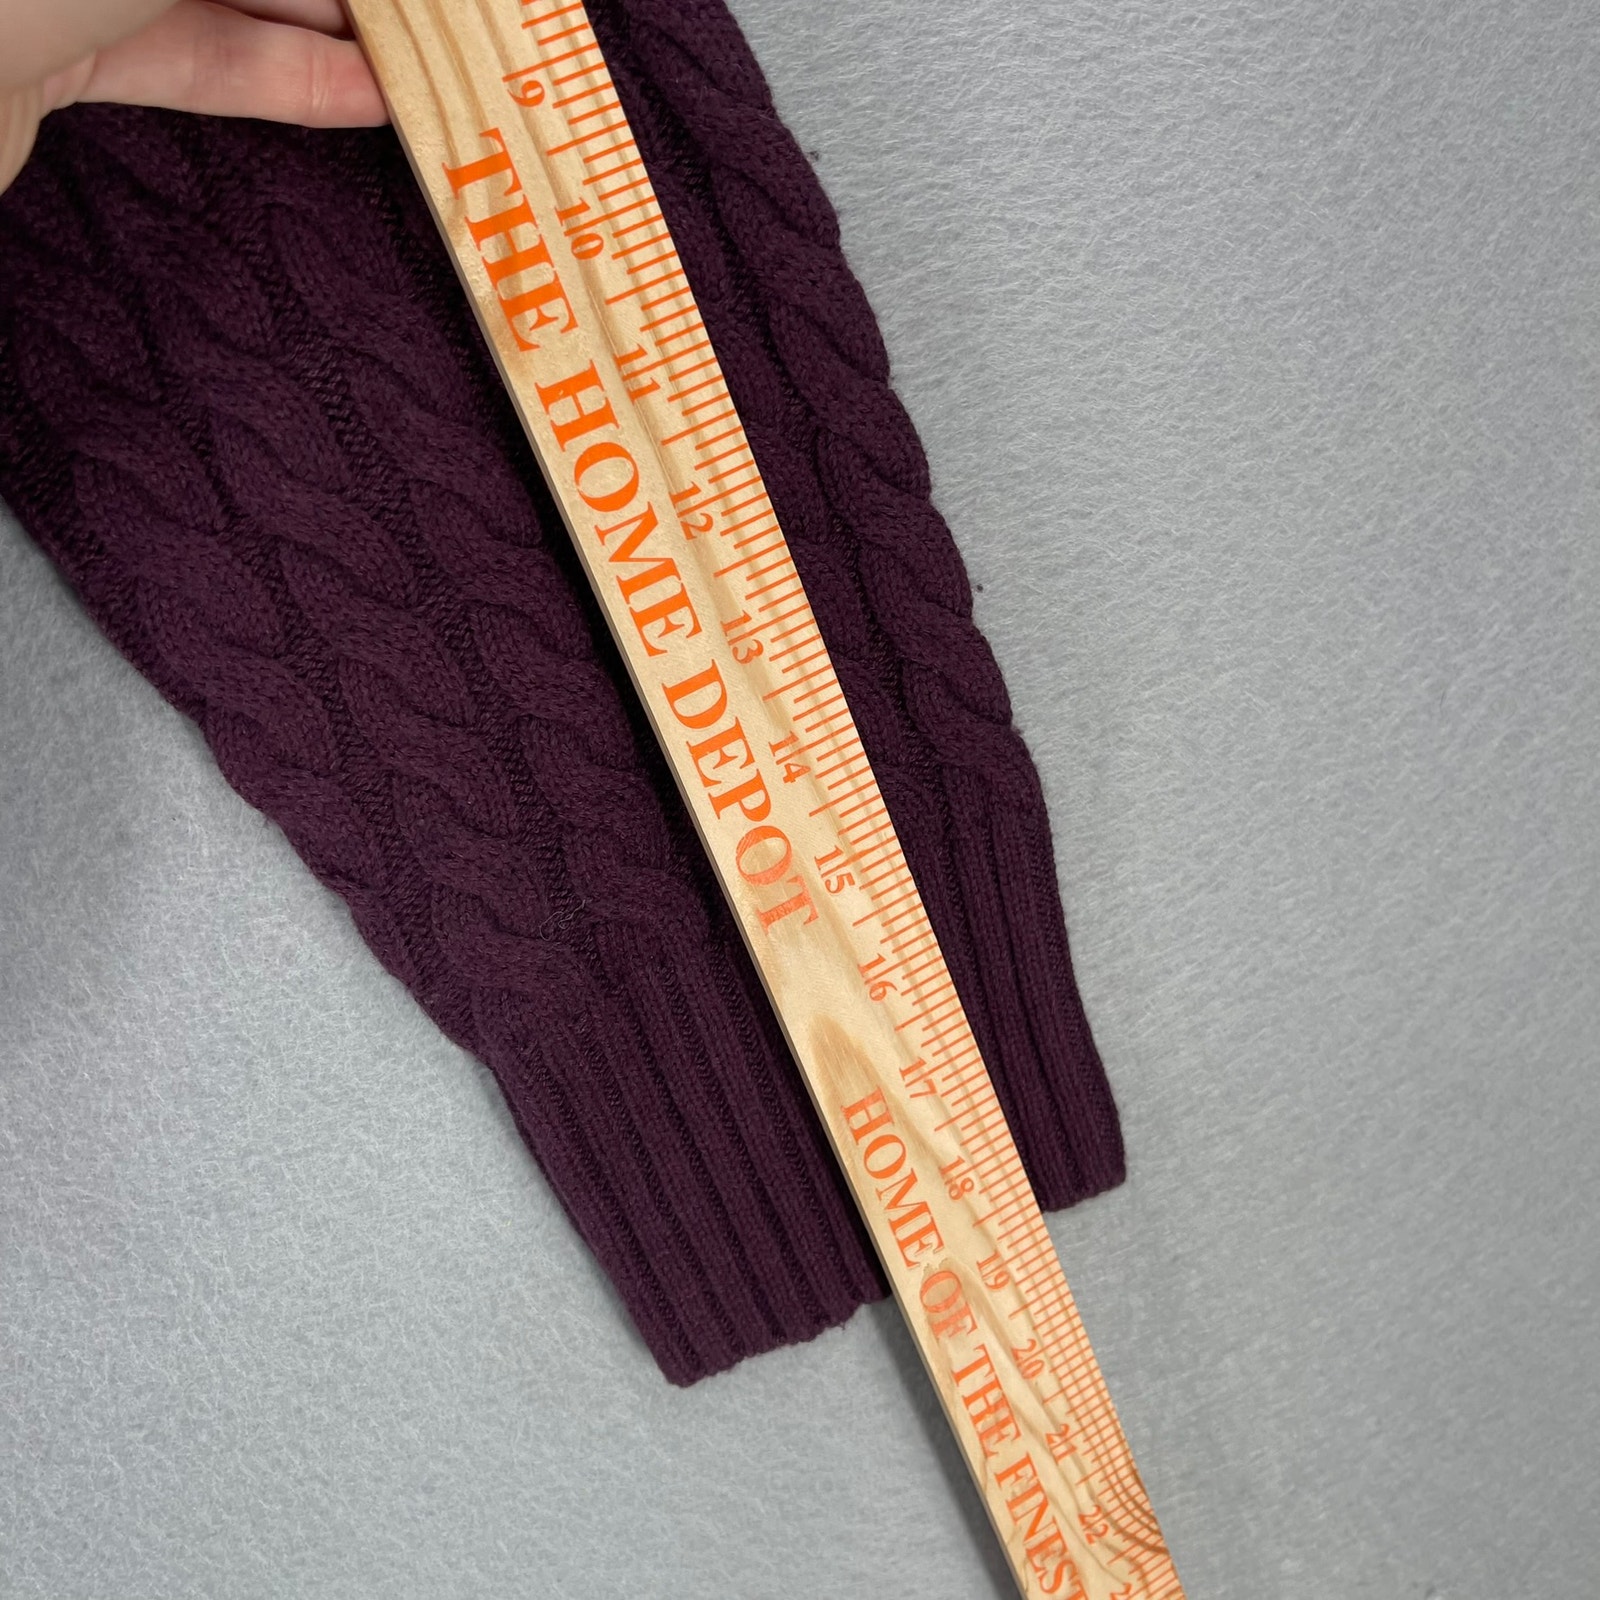 9 10 11 12 13 14 15 16 17 18 19 20 21 22
THE HOME DEPOT
HOME OF THE FINEST